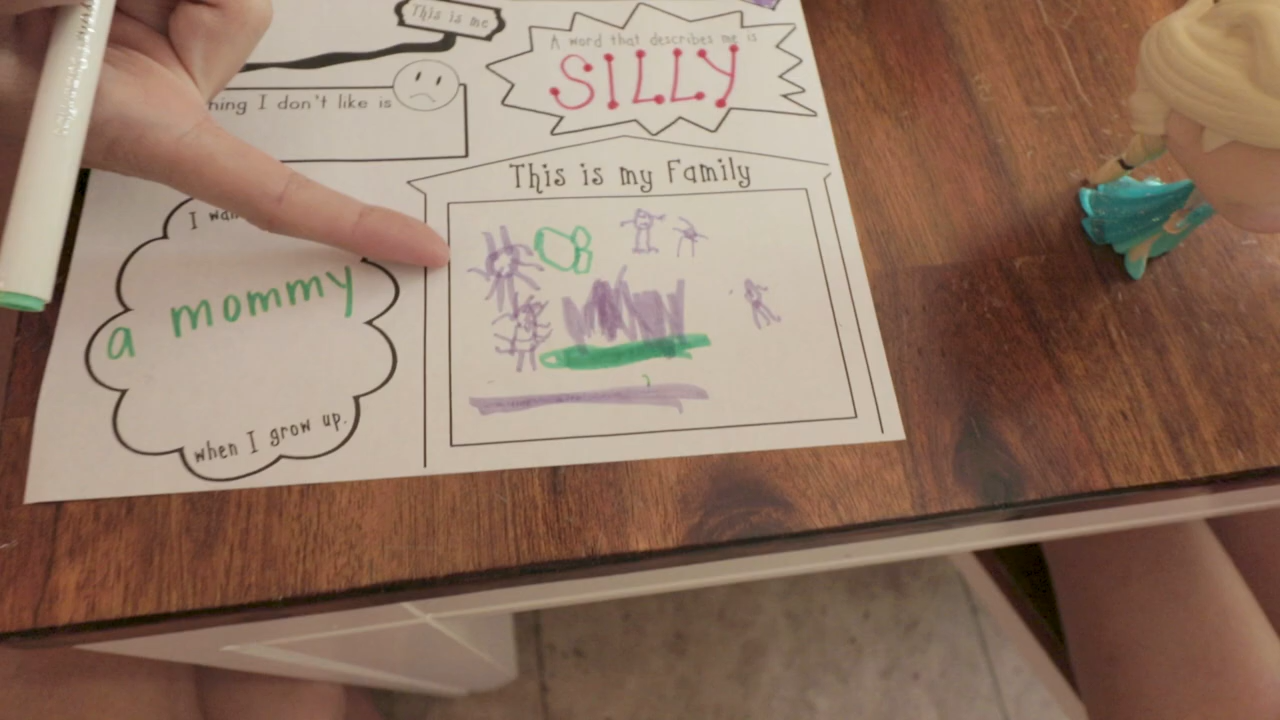 This is me
A word that describes me is
SILLY
hing I don't like is
This is my Family
I wan
a mommy
when I grow up.